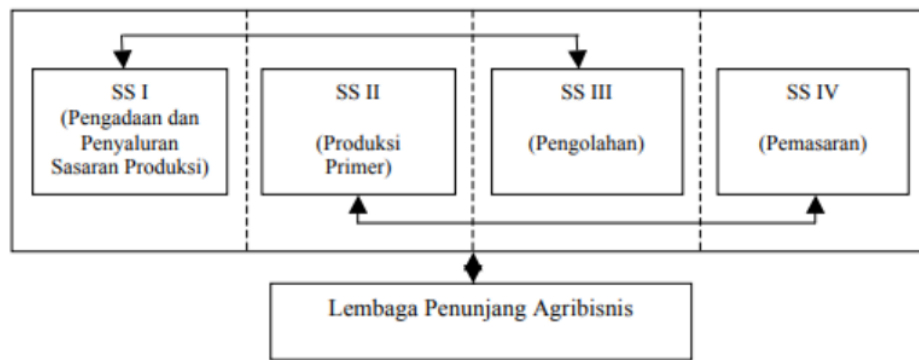 SS I
(Pengadaan dan
Penyaluran
Sasaran Produksi)
SS II
(Produksi
Primer)
SS III
(Pengolahan)
SS IV
(Pemasaran)
Lembaga Penunjang Agribisnis